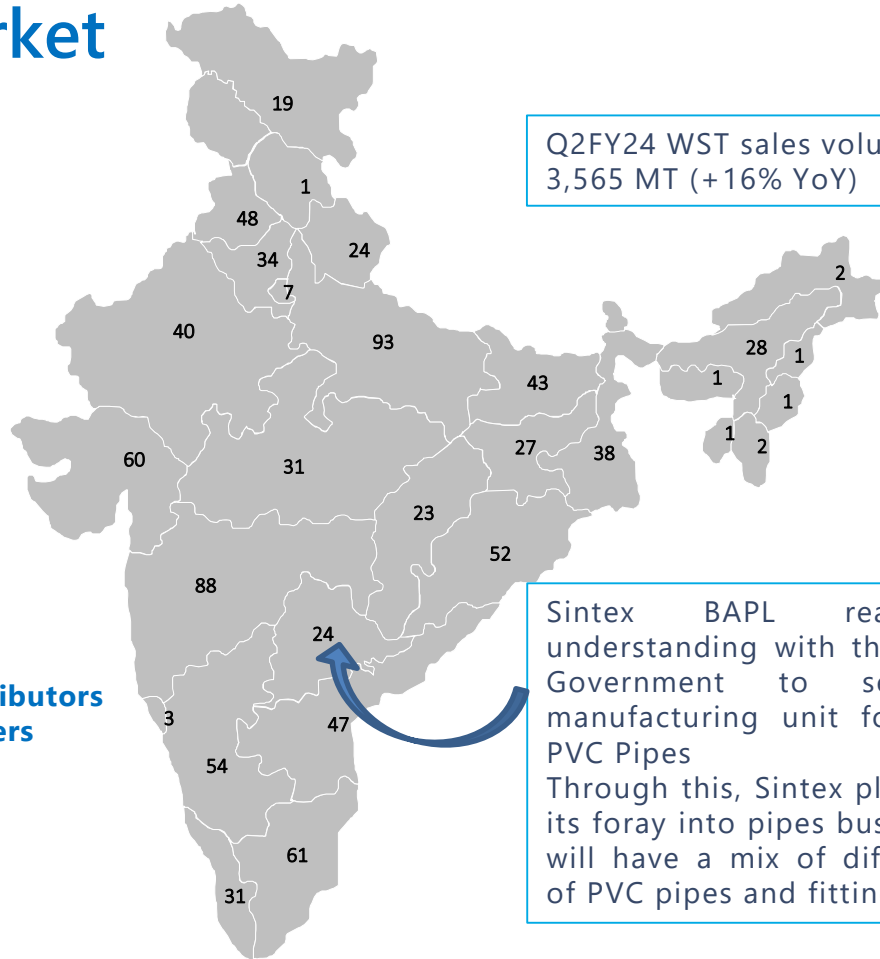 rket
19
Q2FY24 WST sales volu
3,565 MT (+16% YoY)
1
48
24
34
7
2
40
93
28
1
43
1
1
60
31
27
38
1
2
23
52
88
24
Sintex BAPL rea
understanding with th
Government to se
manufacturing unit fo
PVC Pipes
Through this, Sintex pl
its foray into pipes bus
will have a mix of dif
of PVC pipes and fittin
ibutors
ers
3
47
54
61
31